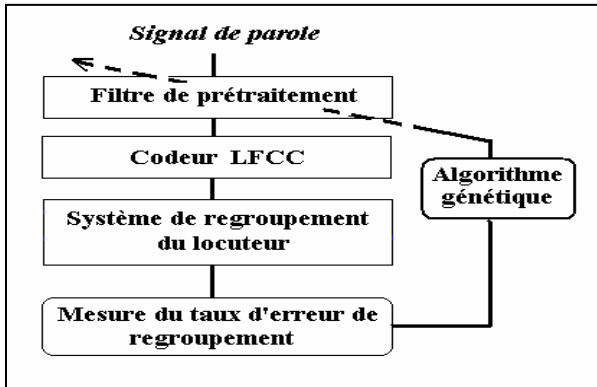 Signal de parole
Filtre de prétraitement
Codeur LFCC
Algorithme
génétique
Système de regroupement
du locuteur
Mesure du taux d'erreur de
regroupement